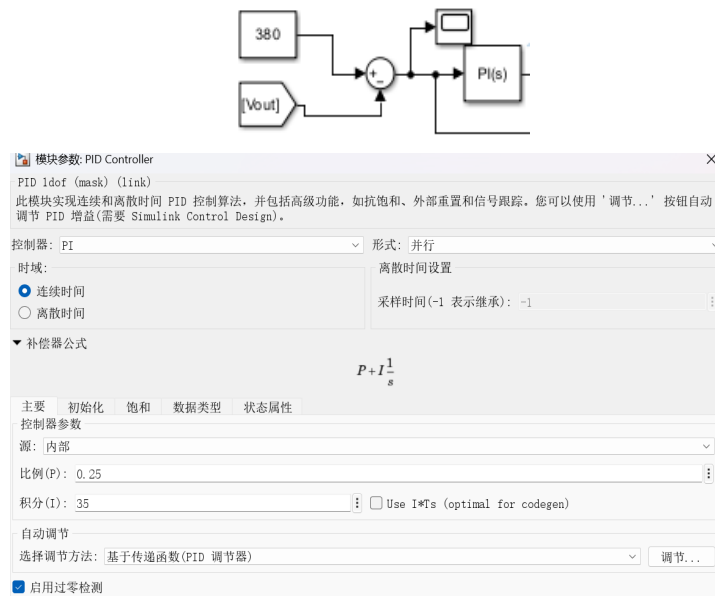 380
+
-
[Vout]
PI(s)
模块参数: PID Controller
PID 1dof (mask) (link)
此模块实现连续和离散时间 PID 控制算法，并包括高级功能，如抗饱和、外部重置和信号跟踪。您可以使用 '调节...' 按钮自动
调节 PID 增益(需要 Simulink Control Design)。
控制器: PI
形式: 并行
时域:
离散时间设置
连续时间
采样时间(-1 表示继承): -1
离散时间
补偿器公式
P+I1/s
主要 初始化 饱和 数据类型 状态属性
控制器参数
源: 内部
比例(P): 0.25
积分(I): 35
Use I*Ts (optimal for codegen)
自动调节
选择调节方法: 基于传递函数(PID 调节器)
调节...
启用过零检测